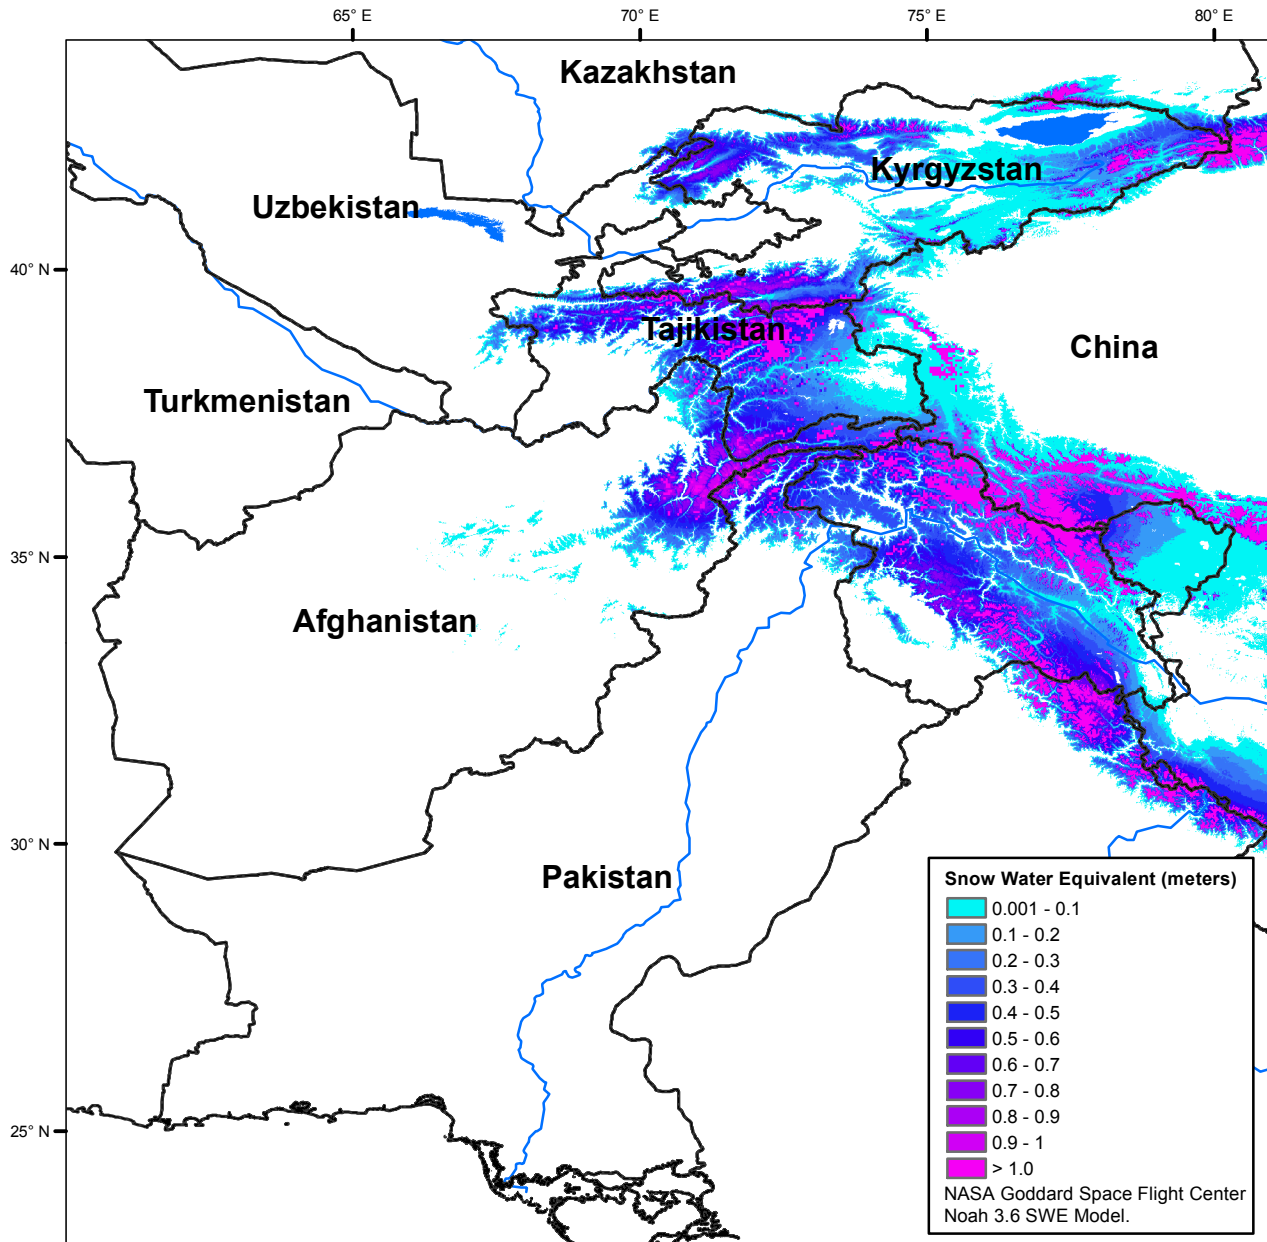 65° E
70° E
75° E
80° E
Kazakhstan
Kyrgyzstan
Uzbekistan
40° N
Tajikistan
China
Turkmenistan
35° N
Afghanistan
30° N
Pakistan
25° N
Snow Water Equivalent (meters)
0.001 - 0.1
0.1 - 0.2
0.2 - 0.3
0.3 - 0.4
0.4 - 0.5
0.5 - 0.6
0.6 - 0.7
0.7 - 0.8
0.8 - 0.9
0.9 - 1
> 1.0
NASA Goddard Space Flight Center
Noah 3.6 SWE Model.